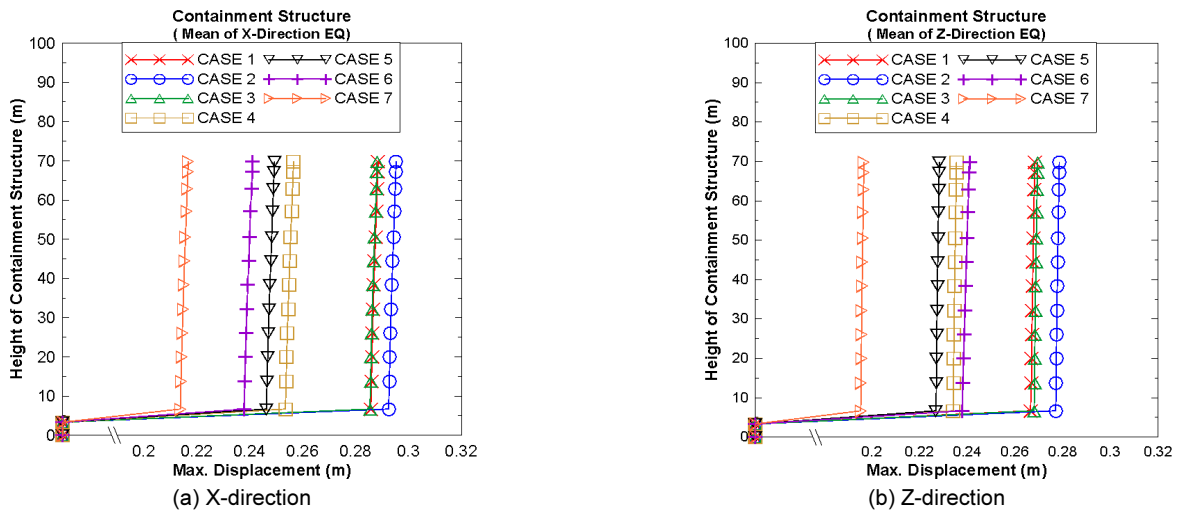 Containment Structure
( Mean of X-Direction EQ)
100
90
80
70
60
50
40
30
20
10
0
Height of Containment Structure (m)
CASE 1
CASE 2
CASE 3
CASE 4
CASE 5
CASE 6
CASE 7
0.2
0.22
0.24
0.26
0.28
0.3
0.32
Max. Displacement (m)
(a) X-direction
Containment Structure
( Mean of Z-Direction EQ)
100
90
80
70
60
50
40
30
20
10
0
Height of Containment Structure (m)
CASE 1
CASE 2
CASE 3
CASE 4
CASE 5
CASE 6
CASE 7
0.2
0.22
0.24
0.26
0.28
0.3
0.32
Max. Displacement (m)
(b) Z-direction